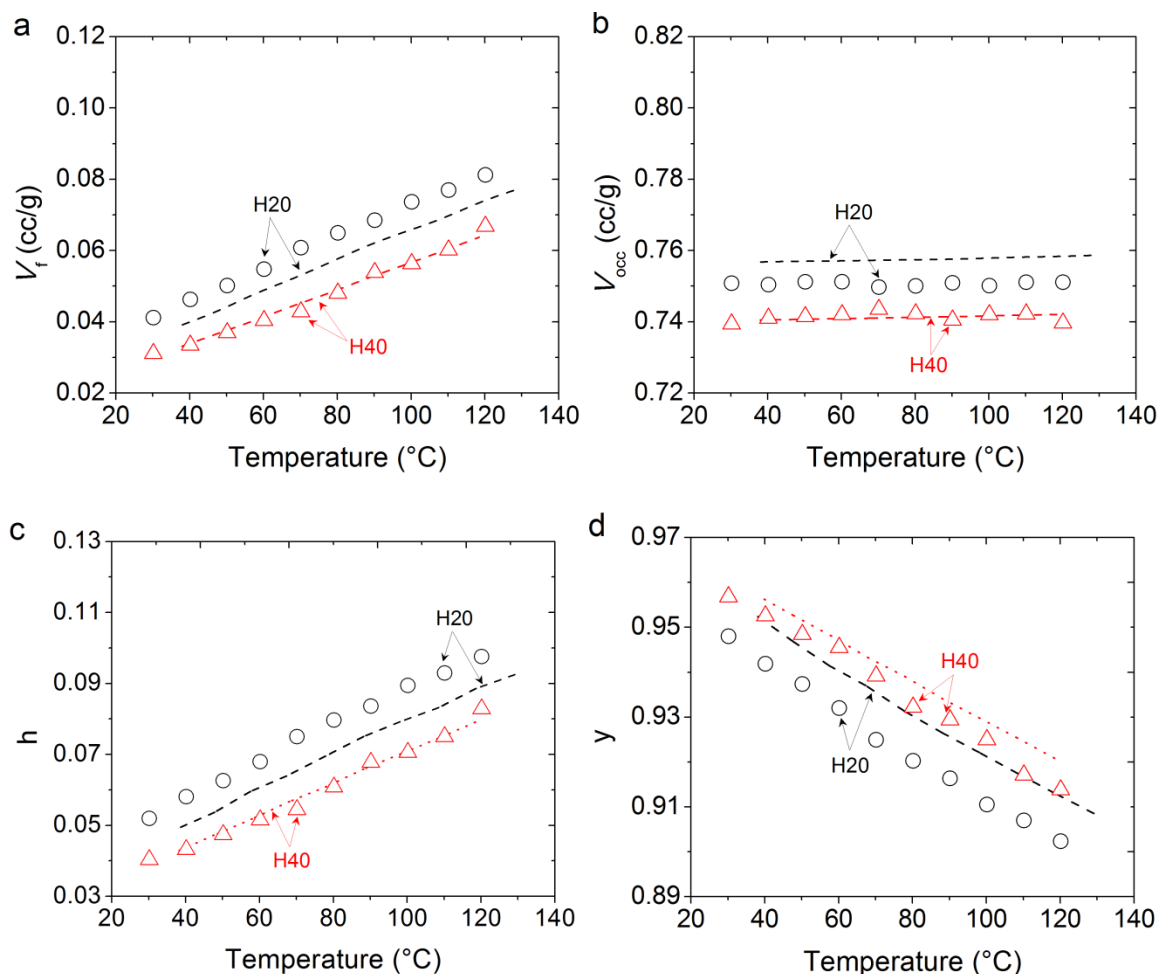 a
0.12
0.10
0.08
0.06
0.04
0.02
Vf (cc/g)
H20
H40
20 40 60 80 100 120 140
Temperature (°C)
b
0.82
0.80
0.78
0.76
0.74
0.72
Vocc (cc/g)
H20
H40
20 40 60 80 100 120 140
Temperature (°C)
c
0.13
0.11
0.09
0.07
0.05
0.03
h
H20
H40
20 40 60 80 100 120 140
Temperature (°C)
d
0.97
0.95
0.93
0.91
0.89
y
H40
H20
20 40 60 80 100 120 140
Temperature (°C)